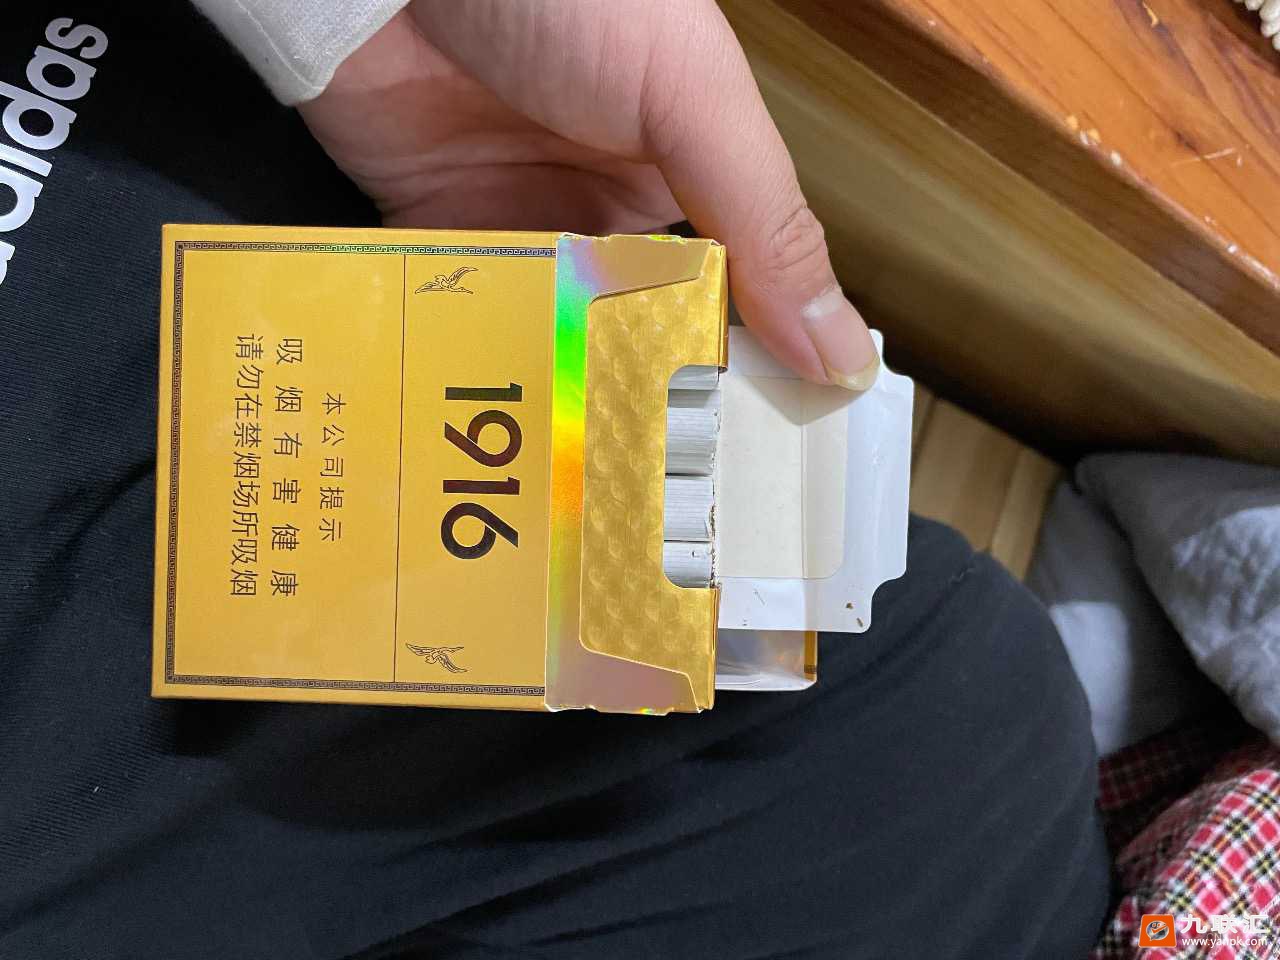 adidas
1916
本公司提示
吸烟有害健康
请勿在禁烟场所吸烟
九联汇
www.yanpk.com